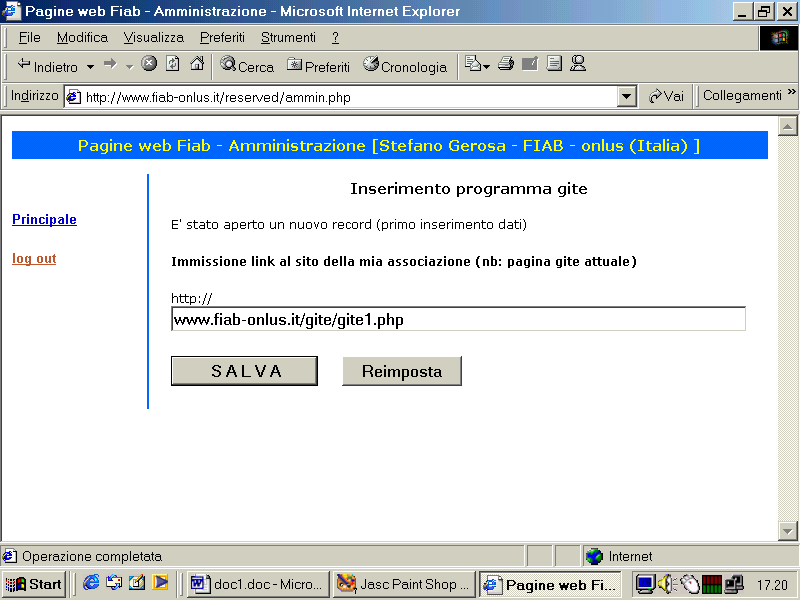 Pagine web Fiab - Amministrazione - Microsoft Internet Explorer
File Modifica Visualizza Preferiti Strumenti ?
Indietro Cerca Preferiti Cronologia
Indirizzo http://www.fiab-onlus.it/reserved/ammin.php Vai Collegamenti »
Pagine web Fiab - Amministrazione [Stefano Gerosa - FIAB - onlus (Italia) ]
Inserimento programma gite
Principale
E' stato aperto un nuovo record (primo inserimento dati)
log out
Immissione link al sito della mia associazione (nb: pagina gite attuale)
http://
www.fiab-onlus.it/gite/gite1.php
S A L V A Reimposta
Operazione completata Internet
Start doc1.doc - Micro... Jasc Paint Shop ... Pagine web Fi... 17.20